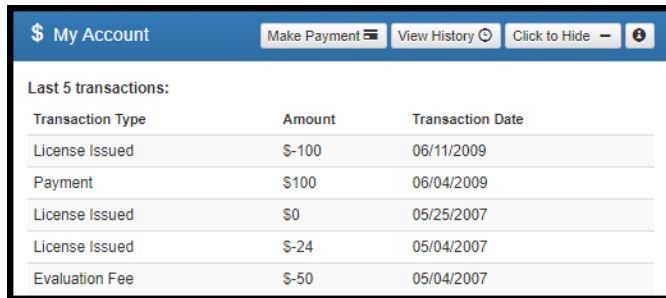 $ My Account Make Payment View History Click to Hide
Last 5 transactions:
Transaction Type Amount Transaction Date
License Issued $-100 06/11/2009
Payment $100 06/04/2009
License Issued $0 05/25/2007
License Issued $-24 05/04/2007
Evaluation Fee $-50 05/04/2007